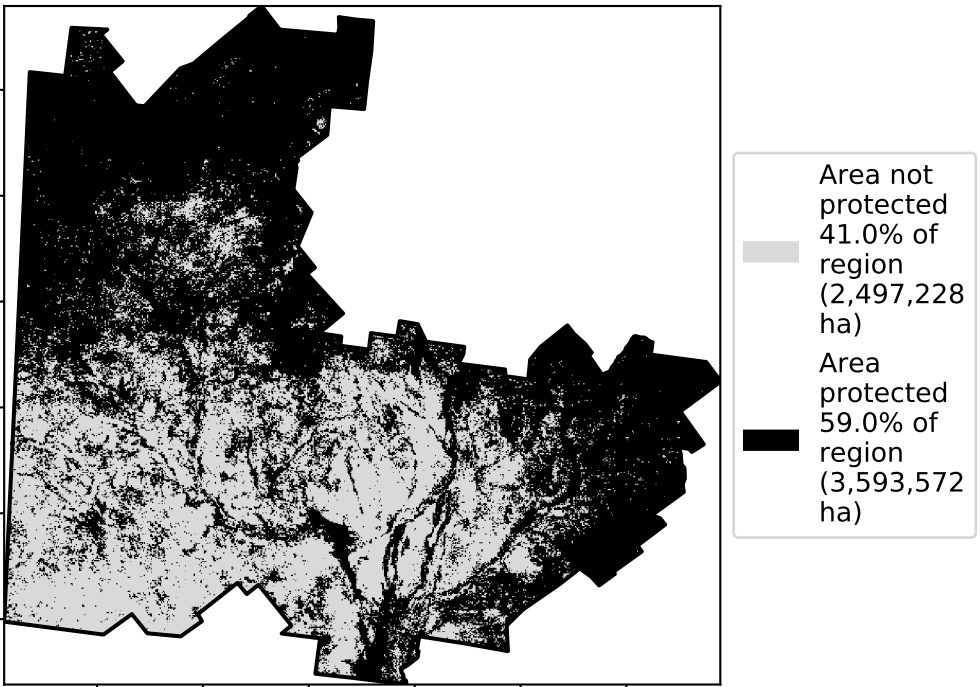 Area not
protected
41.0% of
region
(2,497,228
ha)
Area
protected
59.0% of
region
(3,593,572
ha)